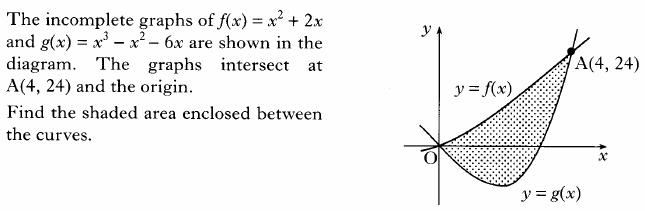 The incomplete graphs of f(x) = x² + 2x
and g(x) = x³ – x² – 6x are shown in the
diagram. The graphs intersect at
A(4, 24) and the origin.
Find the shaded area enclosed between
the curves.
y
A(4, 24)
y = f(x)
O
x
y = g(x)